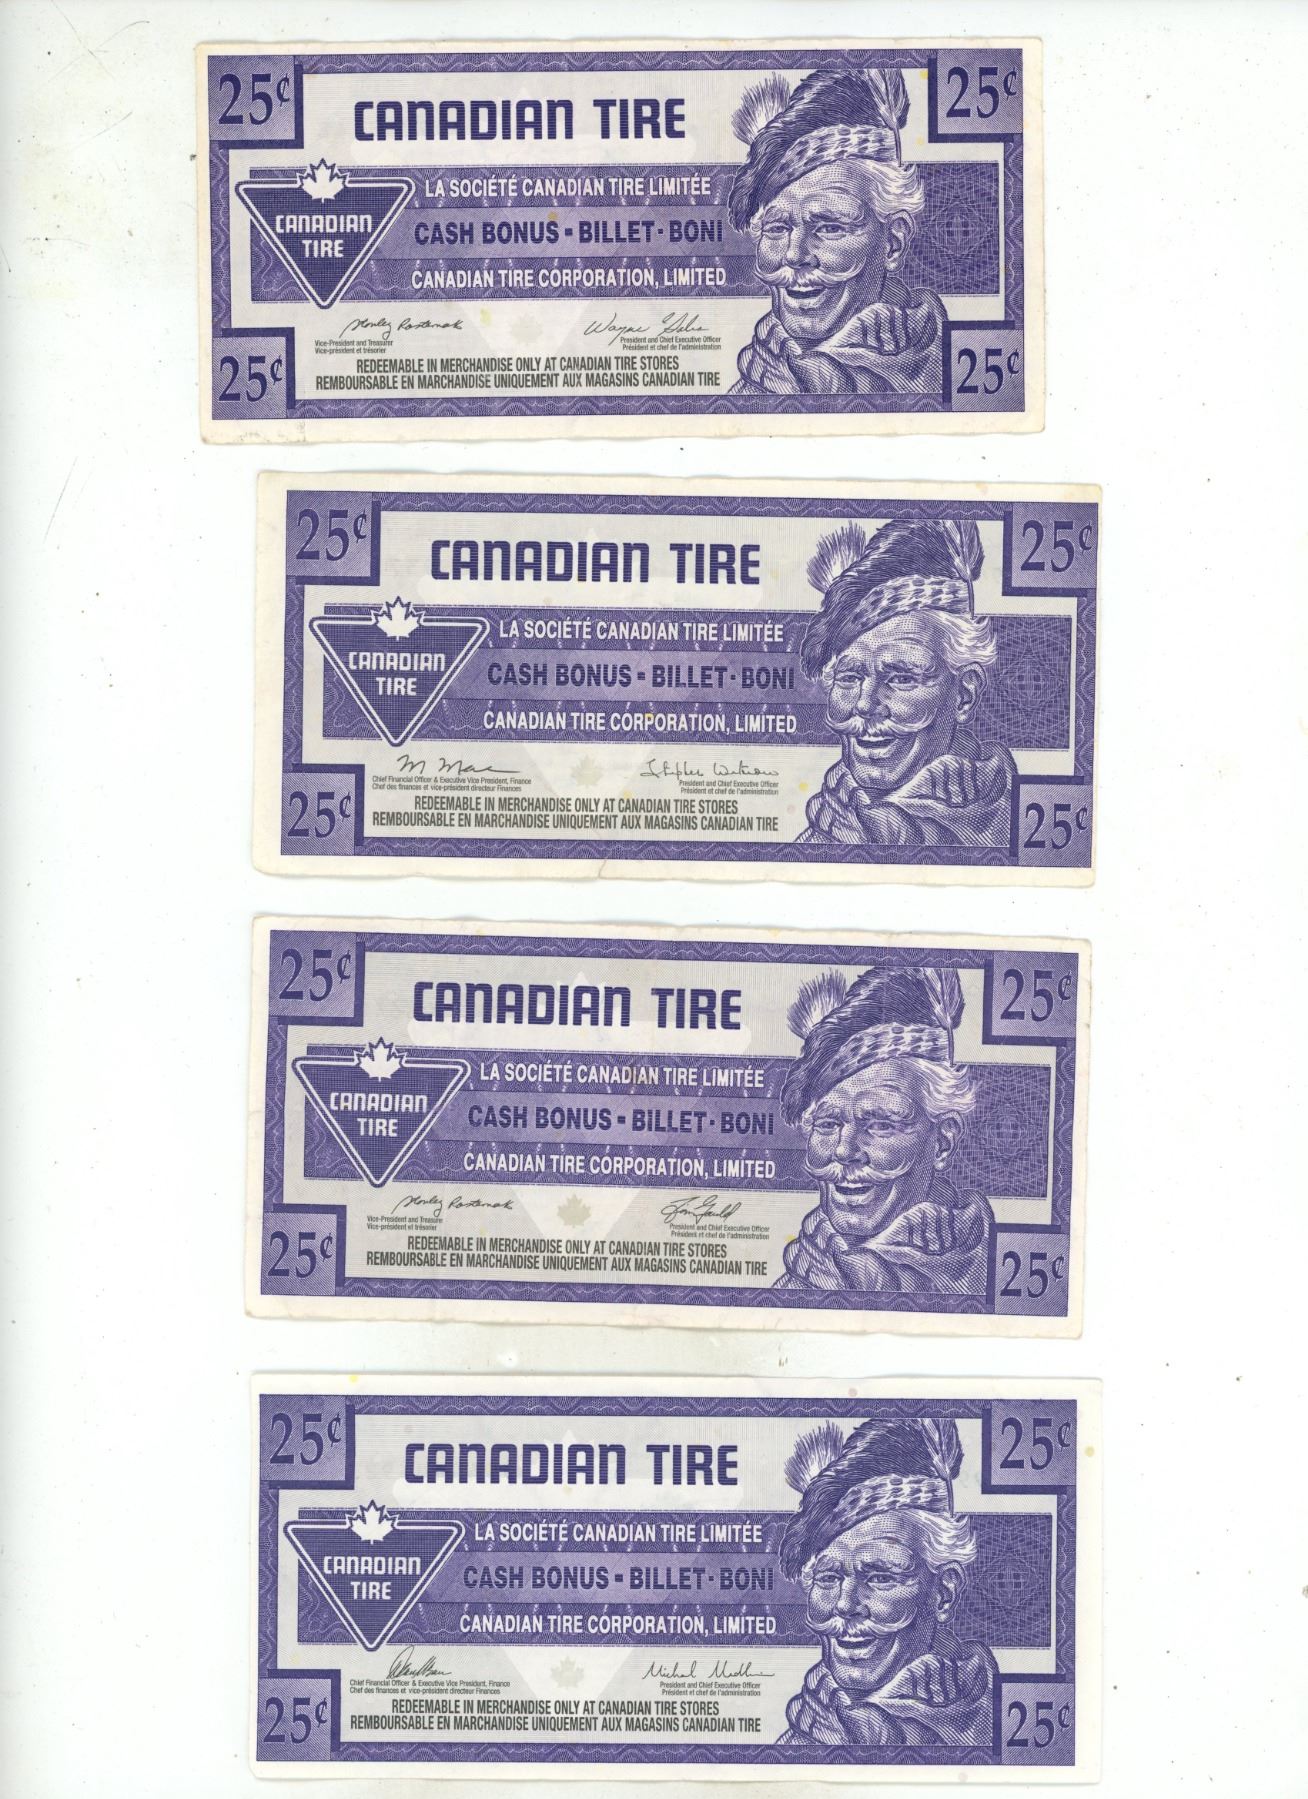 25¢ 25¢
CANADIAN TIRE
LA SOCIÉTÉ CANADIAN TIRE LIMITÉE
CANADIAN
TIRE
CASH BONUS - BILLET - BONI
CANADIAN TIRE CORPORATION, LIMITED
Vice-President and Treasurer
Vice-président et trésorier
President and Chief Executive Officer
Président et chef de l'administration
REDEEMABLE IN MERCHANDISE ONLY AT CANADIAN TIRE STORES
REMBOURSABLE EN MARCHANDISE UNIQUEMENT AUX MAGASINS CANADIAN TIRE
25¢ 25¢
25¢ 25¢
CANADIAN TIRE
LA SOCIÉTÉ CANADIAN TIRE LIMITÉE
CANADIAN
TIRE
CASH BONUS - BILLET - BONI
CANADIAN TIRE CORPORATION, LIMITED
Chief Financial Officer & Executive Vice President, Finance
Chef des finances et vice-président directeur Finances
President and Chief Executive Officer
Président et chef de l'administration
REDEEMABLE IN MERCHANDISE ONLY AT CANADIAN TIRE STORES
REMBOURSABLE EN MARCHANDISE UNIQUEMENT AUX MAGASINS CANADIAN TIRE
25¢ 25¢
25¢ 25¢
CANADIAN TIRE
LA SOCIÉTÉ CANADIAN TIRE LIMITÉE
CANADIAN
TIRE
CASH BONUS - BILLET - BONI
CANADIAN TIRE CORPORATION, LIMITED
Vice-President and Treasure
Vice-président et trésorier
President and Chief Executive Officer
Président et chef de l'administration
REDEEMABLE IN MERCHANDISE ONLY AT CANADIAN TIRE STORES
REMBOURSABLE EN MARCHANDISE UNIQUEMENT AUX MAGASINS CANADIAN TIRE
25¢ 25¢
25¢ 25¢
CANADIAN TIRE
LA SOCIÉTÉ CANADIAN TIRE LIMITÉE
CANADIAN
TIRE
CASH BONUS - BILLET - BONI
CANADIAN TIRE CORPORATION, LIMITED
Chief Financial Officer & Executive Vice President, Finance
Chef des finances et vice-président directeur Finances
President and Chief Executive Officer
Président et chef de l'administration
REDEEMABLE IN MERCHANDISE ONLY AT CANADIAN TIRE STORES
REMBOURSABLE EN MARCHANDISE UNIQUEMENT AUX MAGASINS CANADIAN TIRE
25¢ 25¢